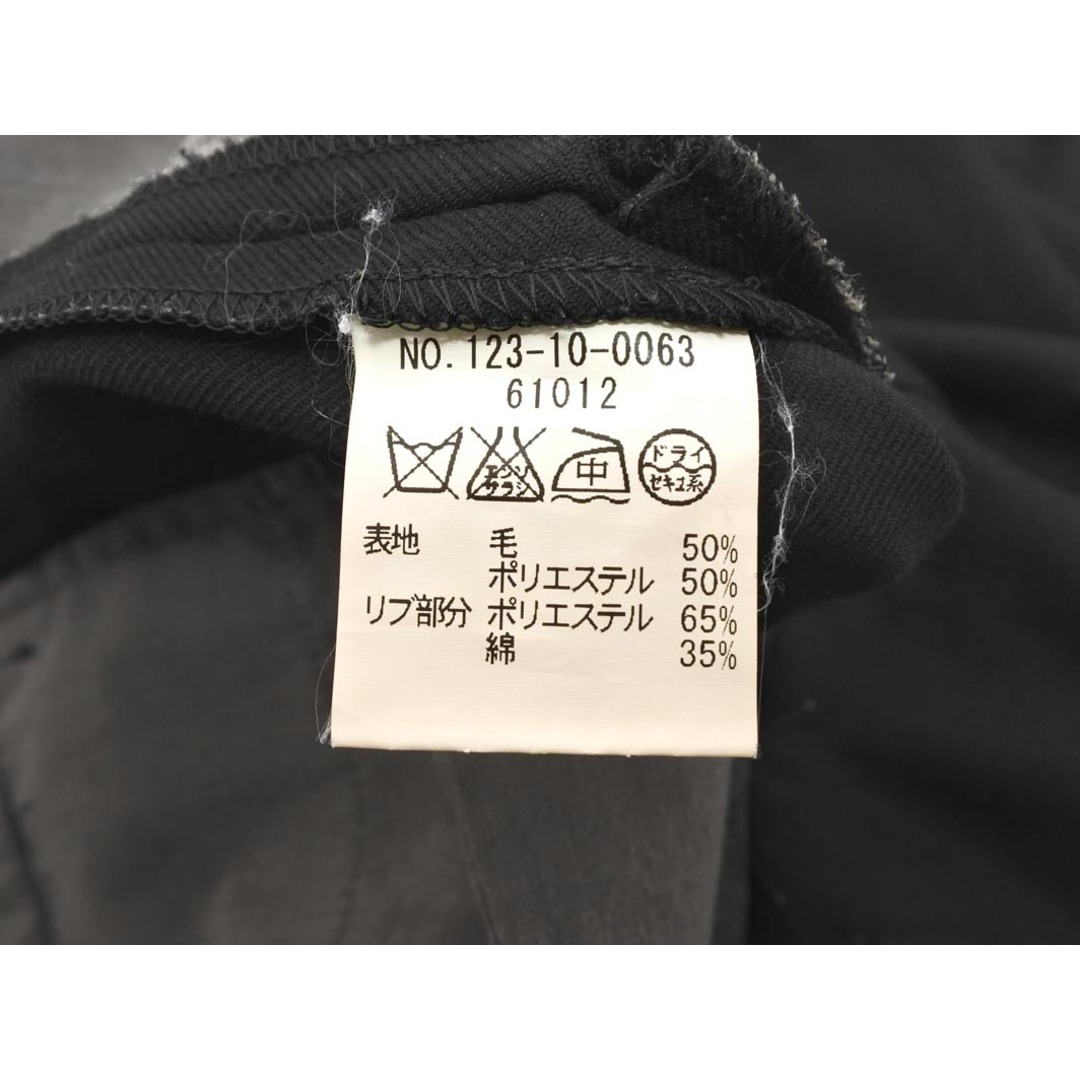 NO.123-10-0063
61012
エンソ サラシ 中 ドライ セキユ系
表地 毛 50%
ポリエステル 50%
リブ部分 ポリエステル 65%
綿 35%